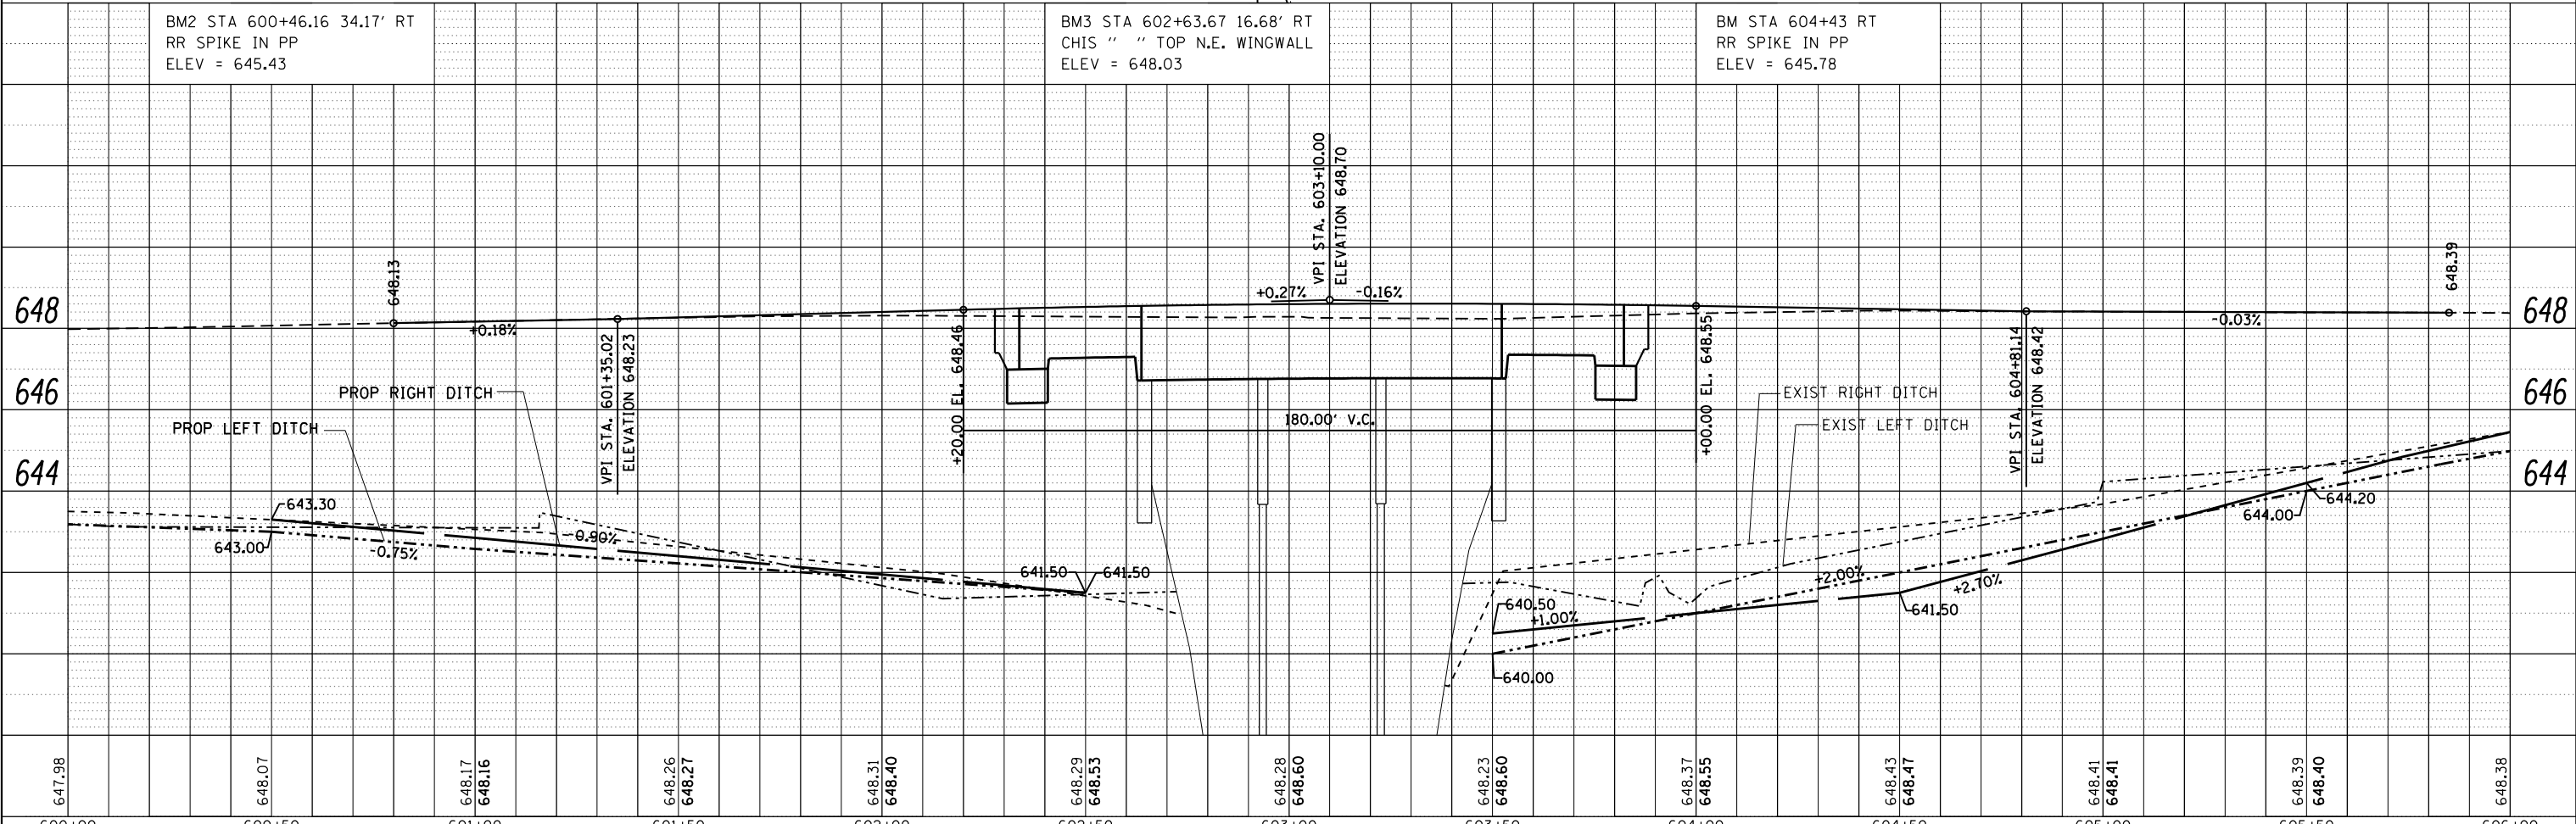 BM2 STA 600+46.16 34.17' RT
RR SPIKE IN PP
ELEV = 645.43
BM3 STA 602+63.67 16.68' RT
CHIS " " TOP N.E. WINGWALL
ELEV = 648.03
BM STA 604+43 RT
RR SPIKE IN PP
ELEV = 645.78
VPI STA. 603+10.00
ELEVATION 648.70
+0.27%
-0.16%
648
648.13
+0.18%
VPI STA. 601+35.02
ELEVATION 648.23
+20.00 EL. 648.46
+00.00 EL. 648.55
VPI STA. 604+81.14
ELEVATION 648.42
-0.03%
648.39
648
646
PROP RIGHT DITCH
PROP LEFT DITCH
180.00' V.C.
EXIST RIGHT DITCH
EXIST LEFT DITCH
646
644
643.30
643.00
-0.75%
-0.90%
641.50
641.50
640.50
+1.00%
640.00
+2.00%
+2.70%
641.50
644.00
644.20
644
647.98
648.07
648.17
648.16
648.26
648.27
648.31
648.40
648.29
648.53
648.28
648.60
648.23
648.60
648.37
648.55
648.43
648.47
648.41
648.41
648.39
648.40
648.38